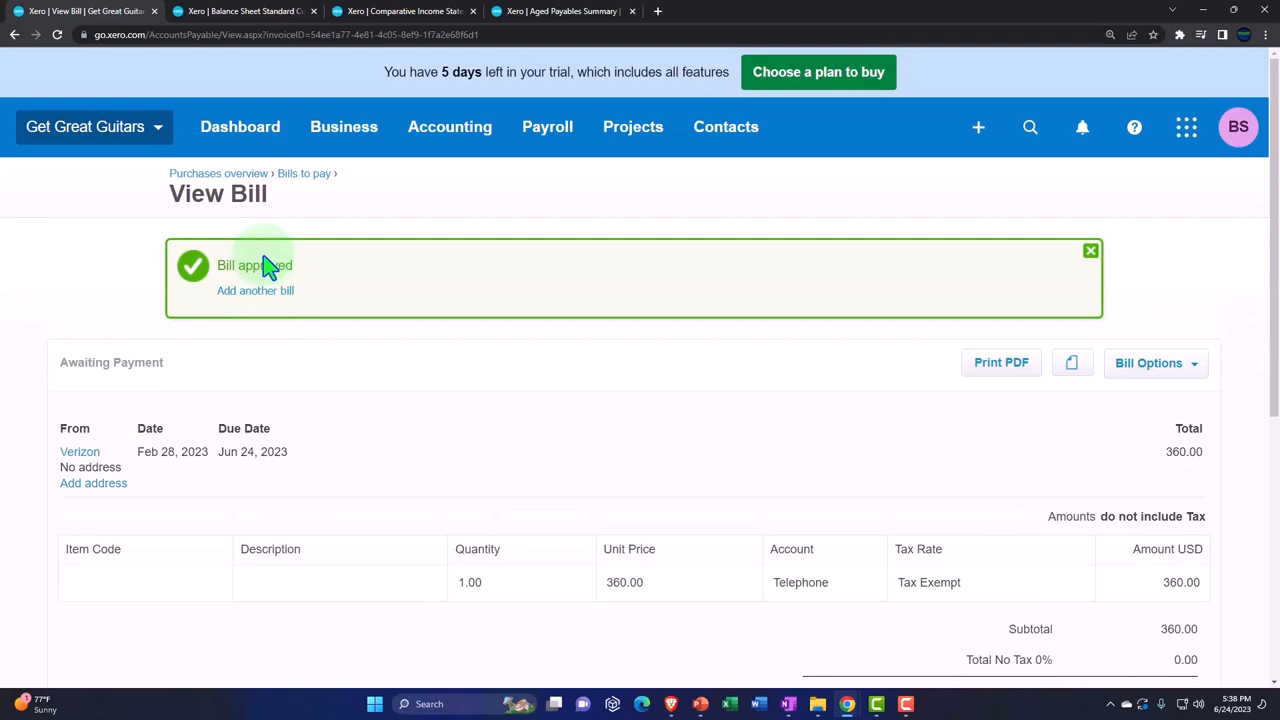 Xero | View Bill | Get Great Guitars
Xero | Balance Sheet Standard G
Xero | Comparative Income State
Xero | Aged Payables Summary |
go.xero.com/AccountsPayable/View.aspx?invoiceID=54ee1a77-4e81-4c05-8ef9-1f7a2e68f6d1
You have 5 days left in your trial, which includes all features
Choose a plan to buy
Get Great Guitars
Dashboard
Business
Accounting
Payroll
Projects
Contacts
BS
Purchases overview › Bills to pay ›
View Bill
Bill approved
Add another bill
Awaiting Payment
Print PDF
Bill Options
From Date Due Date Total
Verizon Feb 28, 2023 Jun 24, 2023 360.00
No address
Add address
Amounts do not include Tax
Item Code Description Quantity Unit Price Account Tax Rate Amount USD
1.00 360.00 Telephone Tax Exempt 360.00
Subtotal 360.00
Total No Tax 0% 0.00
1
77°F
Sunny
Search
5:38 PM
6/24/2023